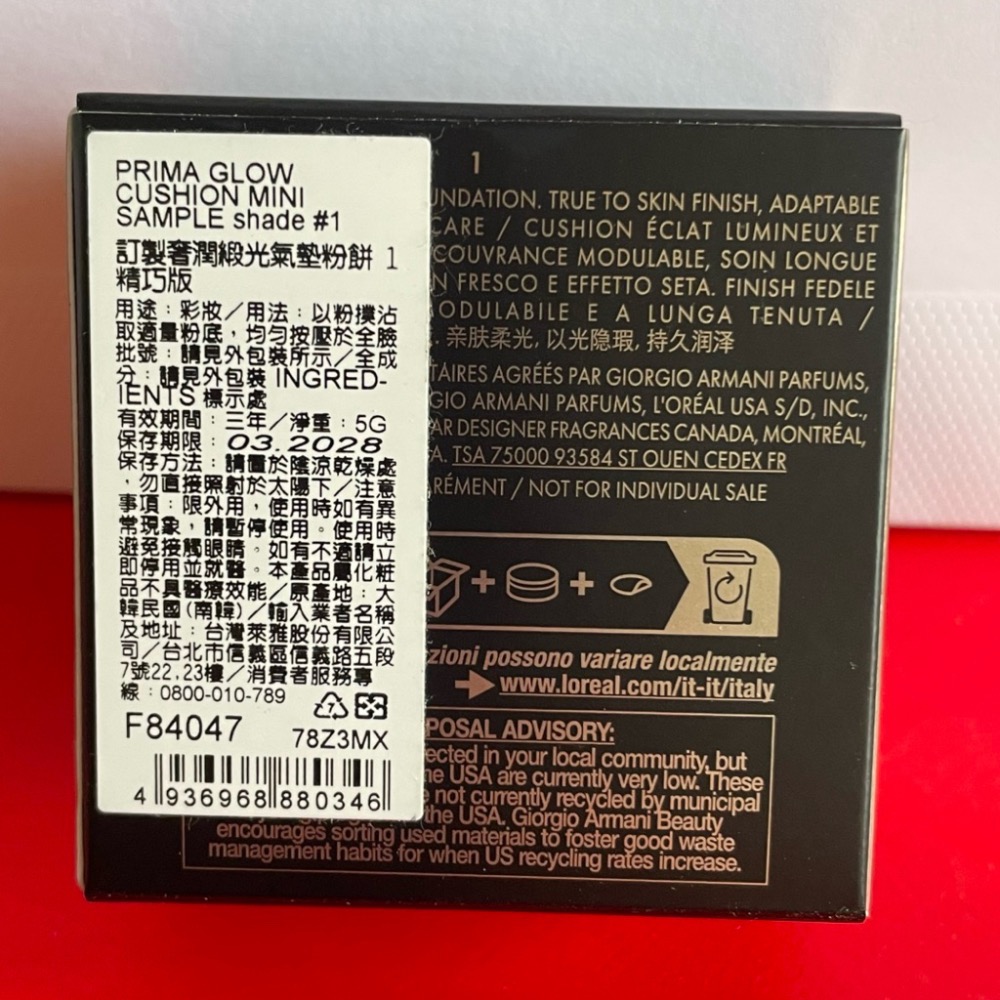 PRIMA GLOW
CUSHION MINI
SAMPLE shade #1
訂製奢潤緞光氣墊粉餅 1
精巧版
用途：彩妝／用法：以粉撲沾
取適量粉底，均勻按壓於全臉
批號：請見外包裝所示／全成
分：請見外包裝 INGRED-
IENTS 標示處
有效期間：三年／淨重：5G
保存期限：03.2028
保存方法：請置於陰涼乾燥處
，勿直接照射於太陽下／注意
事項：限外用，使用時如有異
常現象，請暫停使用。使用時
避免接觸眼睛。如有不適請立
即停用並就醫。本產品屬化粧
品不具醫療效能／原產地：大
韓民國(南韓)／輸入業者名稱
及地址：台灣萊雅股份有限公
司／台北市信義區信義路五段
7號22,23樓／消費者服務專
線：0800-010-789
F84047
78Z3MX
4 936968 880346
1
UNDATION. TRUE TO SKIN FINISH, ADAPTABLE
CARE / CUSHION ÉCLAT LUMINEUX ET
COUVRANCE MODULABLE, SOIN LONGUE
N FRESCO E EFFETTO SETA. FINISH FEDELE
ODULABILE E A LUNGA TENUTA /
. 亲肤柔光, 以光隐瑕, 持久润泽
TAIRES AGRÉÉS PAR GIORGIO ARMANI PARFUMS,
GIO ARMANI PARFUMS, L'ORÉAL USA S/D, INC.,
AR DESIGNER FRAGRANCES CANADA, MONTRÉAL,
A. TSA 75000 93584 ST OUEN CEDEX FR
RÉMENT / NOT FOR INDIVIDUAL SALE
zioni possono variare localmente
www.loreal.com/it-it/italy
POSAL ADVISORY:
ected in your local community, but
he USA are currently very low. These
e not currently recycled by municipal
the USA. Giorgio Armani Beauty
encourages sorting used materials to foster good waste
management habits for when US recycling rates increase.